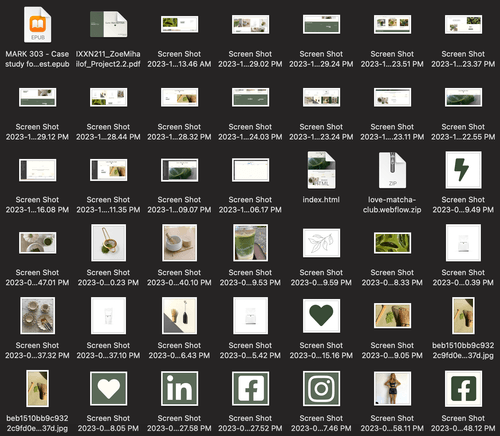 MARK 303 - Case
study fo...est.epub
IXXN211_ZoeMiha
ilof_Project2.2.pdf
Screen Shot
2023-1...13.46 AM
Screen Shot
2023-1....29.02 PM
Screen Shot
2023-1...29.24 PM
Screen Shot
2023-1...23.51 PM
Screen Shot
2023-1...23.37 PM
Screen Shot
2023-1...29.12 PM
Screen Shot
2023-1....28.44 PM
Screen Shot
2023-1...28.32 PM
Screen Shot
2023-1...24.03 PM
Screen Shot
2023-1...23.24 PM
Screen Shot
2023-1...23.11 PM
Screen Shot
2023-1...22.55 PM
Screen Shot
2023-1...16.08 PM
Screen Shot
2023-1....11.35 PM
Screen Shot
2023-1...09.07 PM
Screen Shot
2023-1...06.17 PM
index.html
love-matcha-
club.webflow.zip
Screen Shot
2023-0...9.49 PM
Screen Shot
2023-0...47.01 PM
Screen Shot
2023-0...0.23 PM
Screen Shot
2023-0...40.10 PM
Screen Shot
2023-0...9.53 PM
Screen Shot
2023-0...9.59 PM
Screen Shot
2023-0...8.33 PM
Screen Shot
2023-0...0.39 PM
Screen Shot
2023-0...37.32 PM
Screen Shot
2023-0...37.10 PM
Screen Shot
2023-0...6.43 PM
Screen Shot
2023-0...5.42 PM
Screen Shot
2023-0...15.16 PM
Screen Shot
2023-0...9.05 PM
beb1510bb9c932
2c9fd0e...37d.jpg
beb1510bb9c932
2c9fd0e...37d.jpg
Screen Shot
2023-0...8.05 PM
Screen Shot
2023-0...27.58 PM
Screen Shot
2023-0...27.52 PM
Screen Shot
2023-0...7.46 PM
Screen Shot
2023-0...58.11 PM
Screen Shot
2023-0...48.12 PM
EPUB
HTML
ZIP
in